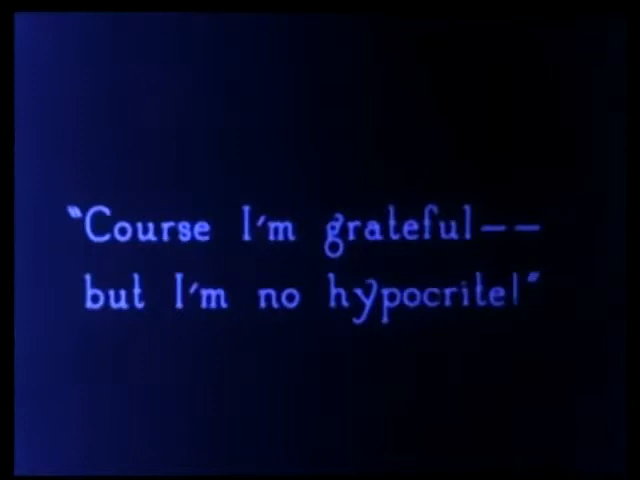 "Course I'm grateful——
but I'm no hypocrite!"